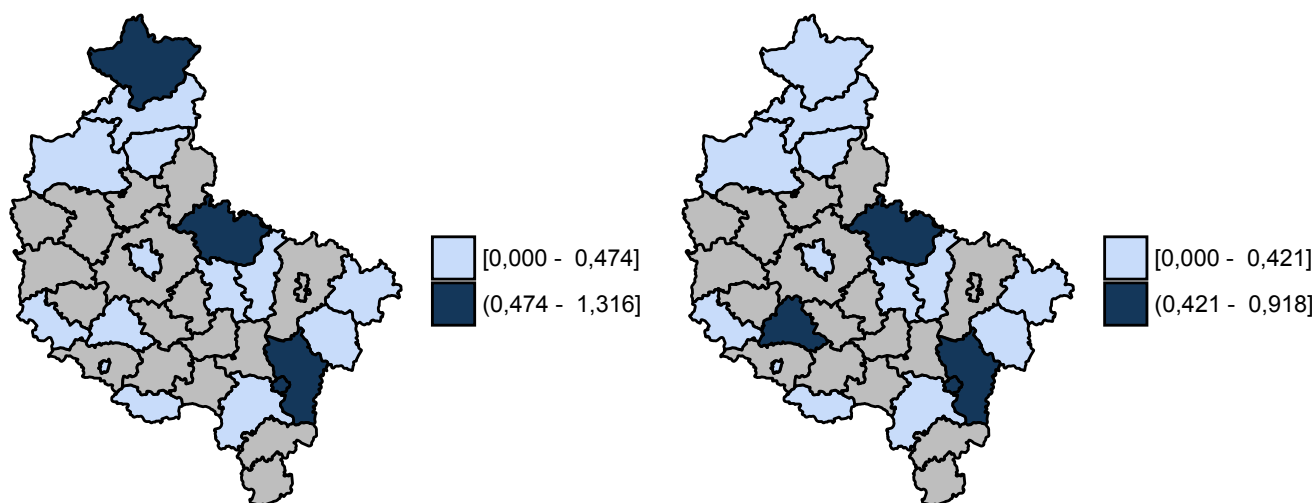 [0,000 - 0,474]
(0,474 - 1,316]
[0,000 - 0,421]
(0,421 - 0,918]